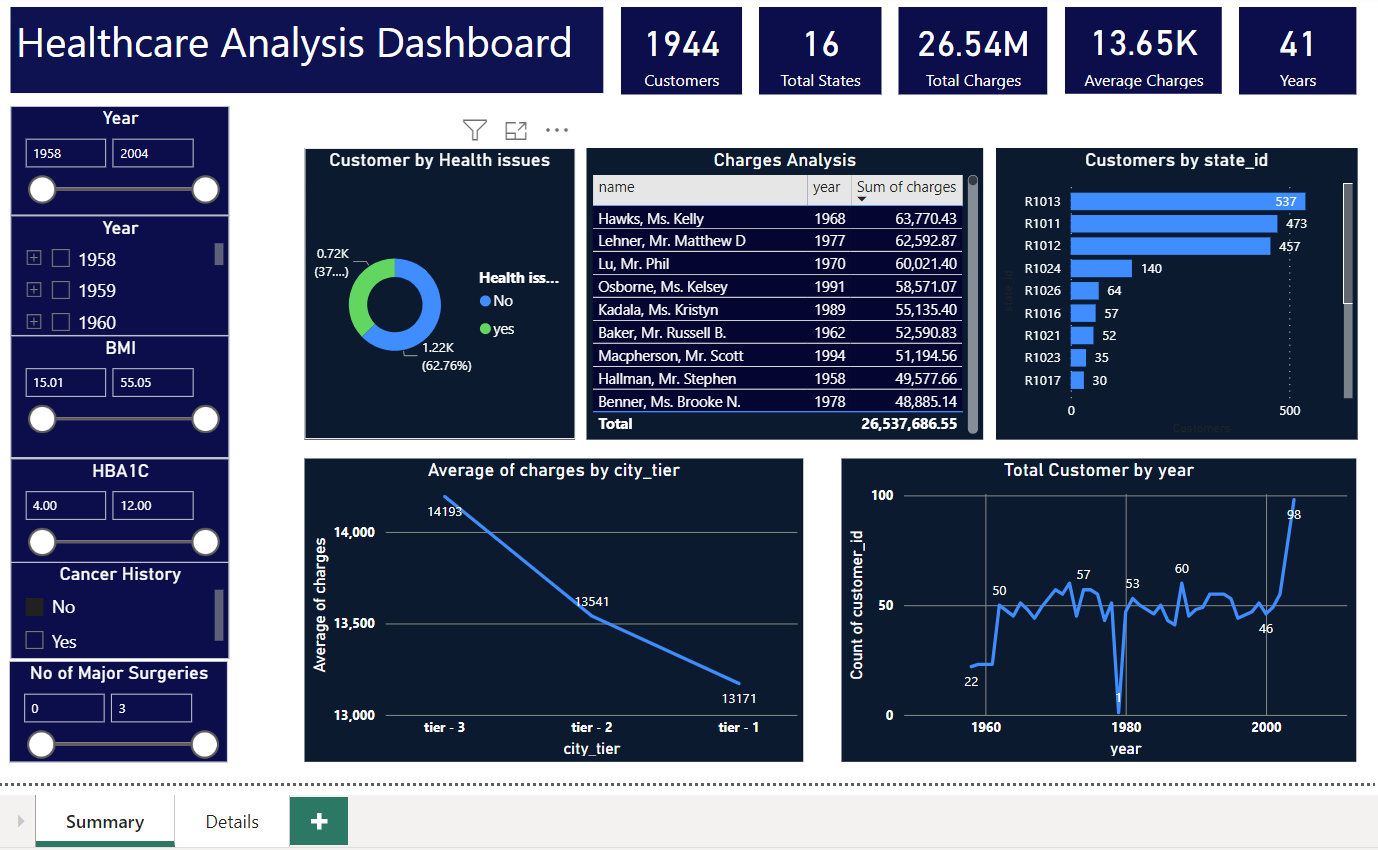 Healthcare Analysis Dashboard
1944
Customers
16
Total States
26.54M
Total Charges
13.65K
Average Charges
41
Years
Year
1958 2004
Year
1958
1959
1960
BMI
15.01 55.05
HBA1C
4.00 12.00
Cancer History
No
Yes
No of Major Surgeries
0 3
Customer by Health issues
0.72K
(37....)
1.22K
(62.76%)
Health iss...
No
yes
Charges Analysis
name year Sum of charges
Hawks, Ms. Kelly 1968 63,770.43
Lehner, Mr. Matthew D 1977 62,592.87
Lu, Mr. Phil 1970 60,021.40
Osborne, Ms. Kelsey 1991 58,571.07
Kadala, Ms. Kristyn 1989 55,135.40
Baker, Mr. Russell B. 1962 52,590.83
Macpherson, Mr. Scott 1994 51,194.56
Hallman, Mr. Stephen 1958 49,577.66
Benner, Ms. Brooke N. 1978 48,885.14
Total 26,537,686.55
Customers by state_id
state_id
R1013 537
R1011 473
R1012 457
R1024 140
R1026 64
R1016 57
R1021 52
R1023 35
R1017 30
0 500
Customers
Average of charges by city_tier
Average of charges
14,000
13,500
13,000
14193
13541
13171
tier - 3 tier - 2 tier - 1
city_tier
Total Customer by year
Count of customer_id
100
50
0
22
50
57
1
53
60
46
98
1960 1980 2000
year
Summary
Details
+